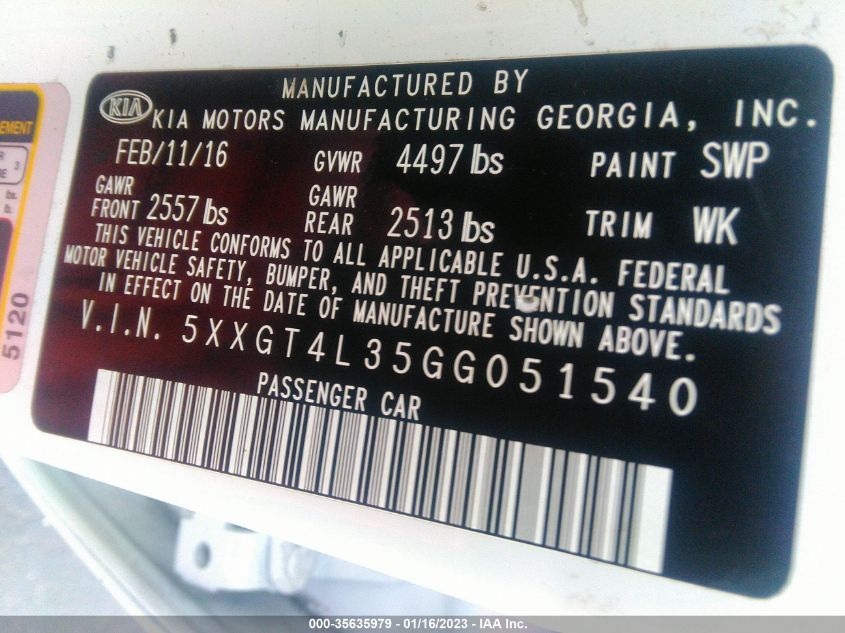 MANUFACTURED BY
KIA KIA MOTORS MANUFACTURING GEORGIA, INC.
FEB/11/16 GVWR 4497 lbs PAINT SWP
GAWR FRONT 2557 lbs GAWR REAR 2513 lbs TRIM WK
THIS VEHICLE CONFORMS TO ALL APPLICABLE U.S.A. FEDERAL
MOTOR VEHICLE SAFETY, BUMPER, AND THEFT PREVENTION STANDARDS
IN EFFECT ON THE DATE OF MANUFACTURE SHOWN ABOVE.
V.I.N. 5XXGT4L35GG051540
PASSENGER CAR
3
lbs.
lb.
5120
000-35635979 - 01/16/2023 - IAA Inc.